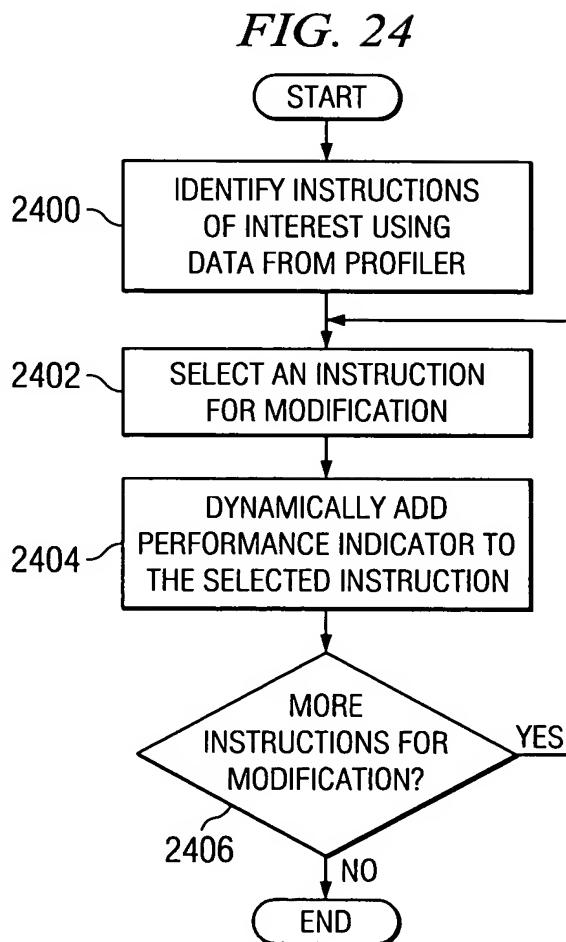 FIG. 24
START
2400
IDENTIFY INSTRUCTIONS
OF INTEREST USING
DATA FROM PROFILER
2402
SELECT AN INSTRUCTION
FOR MODIFICATION
2404
DYNAMICALLY ADD
PERFORMANCE INDICATOR TO
THE SELECTED INSTRUCTION
MORE
INSTRUCTIONS FOR
MODIFICATION?
YES
2406
NO
END